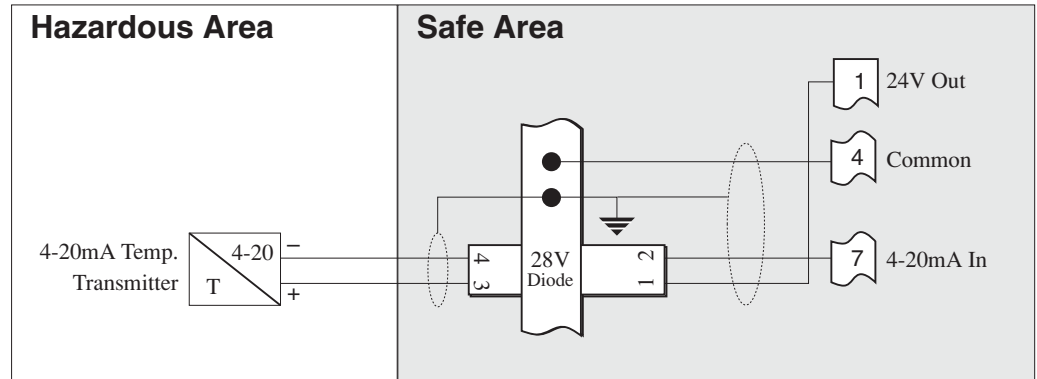 Hazardous Area
Safe Area
1
24V Out
4
Common
4-20mA Temp.
Transmitter
4-20
T
−
+
4
3
28V
Diode
2
1
7
4-20mA In